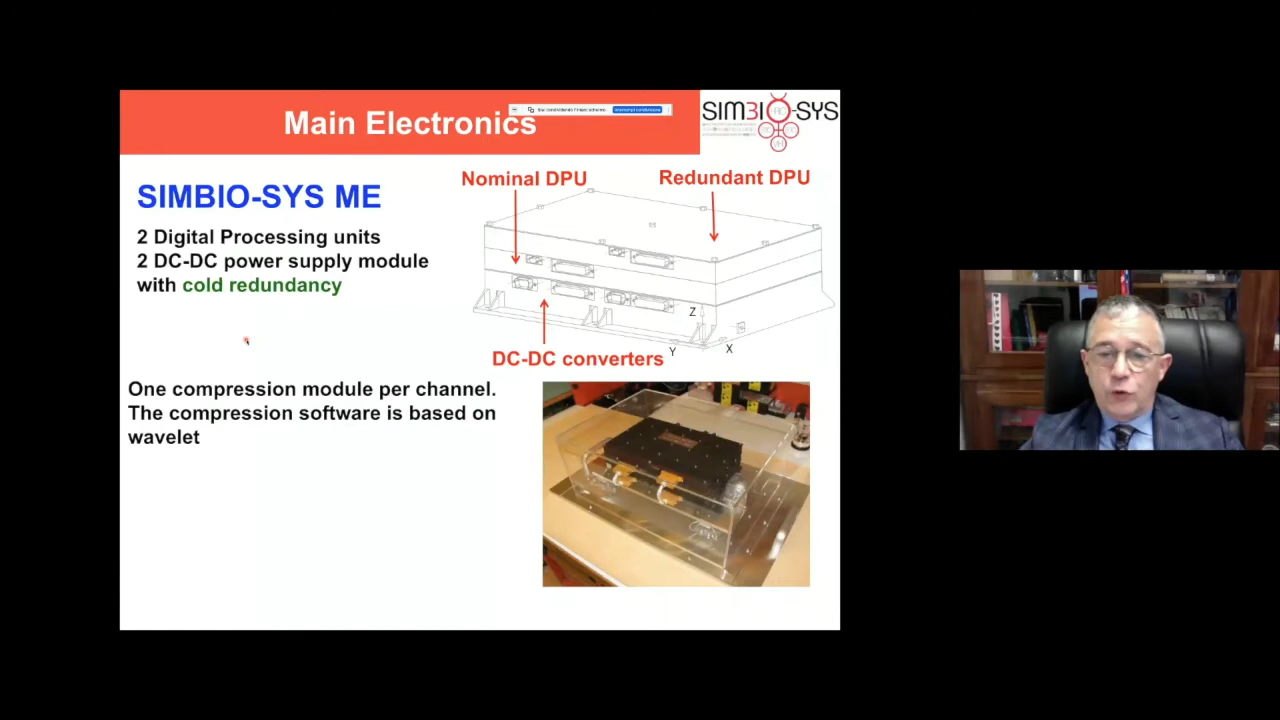 Main Electronics
SIMBIO-SYS
SIMBIO-SYS ME
2 Digital Processing units
2 DC-DC power supply module
with cold redundancy
Nominal DPU
Redundant DPU
Z
Y
X
DC-DC converters
One compression module per channel.
The compression software is based on
wavelet